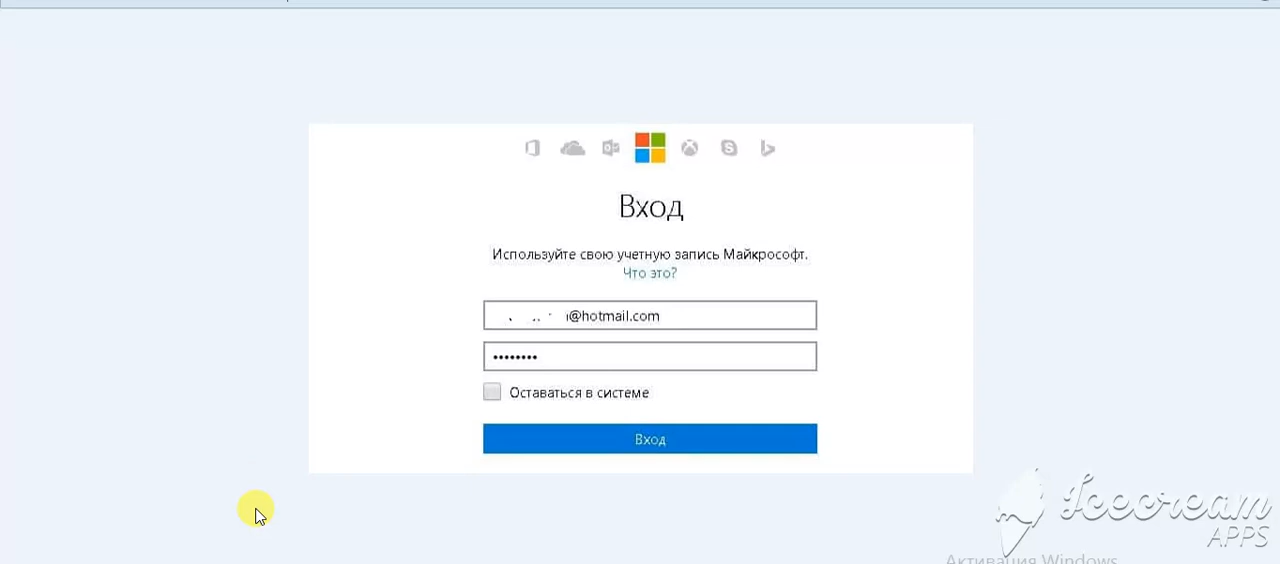 Вход
Используйте свою учетную запись Майкрософт.
Что это?
@hotmail.com
••••••••
Оставаться в системе
Вход
Icecream
APPS
Активация Windows